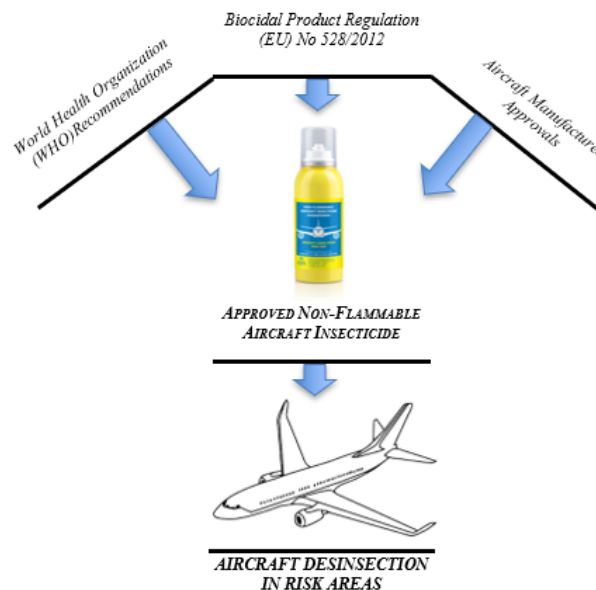 Biocidal Product Regulation
(EU) No 528/2012
World Health Organization
(WHO)Recommendations
Aircraft Manufacture
Approvals
APPROVED NON-FLAMMABLE
AIRCRAFT INSECTICIDE
AIRCRAFT DESINSECTION
IN RISK AREAS